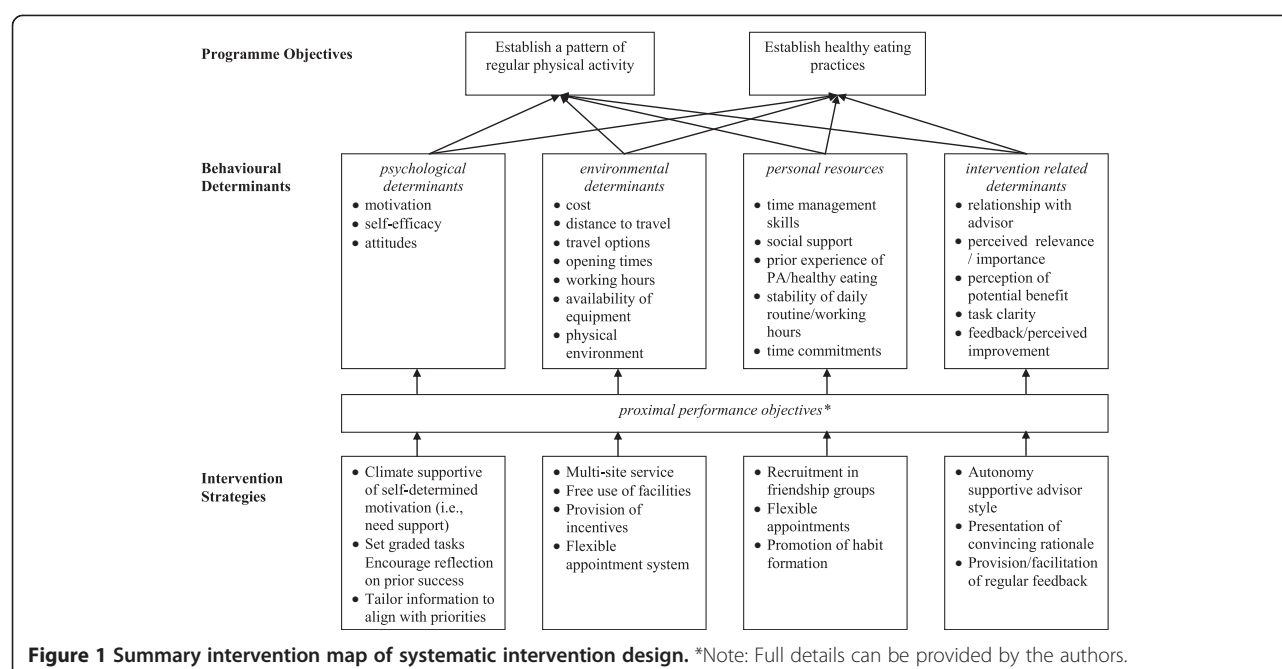 Programme Objectives
Establish a pattern of
regular physical activity
Establish healthy eating
practices
Behavioural
Determinants
psychological
determinants
• motivation
• self-efficacy
• attitudes
environmental
determinants
• cost
• distance to travel
• travel options
• opening times
• working hours
• availability of
equipment
• physical
environment
personal resources
• time management
skills
• social support
• prior experience of
PA/healthy eating
• stability of daily
routine/working
hours
• time commitments
intervention related
determinants
• relationship with
advisor
• perceived relevance
/ importance
• perception of
potential benefit
• task clarity
• feedback/perceived
improvement
proximal performance objectives*
Intervention
Strategies
• Climate supportive
of self-determined
motivation (i.e.,
need support)
• Set graded tasks
Encourage reflection
on prior success
• Tailor information to
align with priorities
• Multi-site service
• Free use of facilities
• Provision of
incentives
• Flexible
appointment system
• Recruitment in
friendship groups
• Flexible
appointments
• Promotion of habit
formation
• Autonomy
supportive advisor
style
• Presentation of
convincing rationale
• Provision/facilitation
of regular feedback
Figure 1 Summary intervention map of systematic intervention design. *Note: Full details can be provided by the authors.